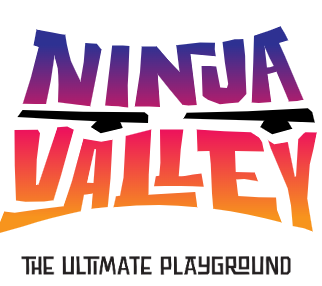 NINJA
VALLEY
THE ULTIMATE PLAYGROUND